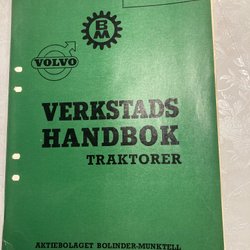 BM
VOLVO
VERKSTADS
HANDBOK
TRAKTORER
AKTIEBOLAGET BOLINDER-MUNKTELL